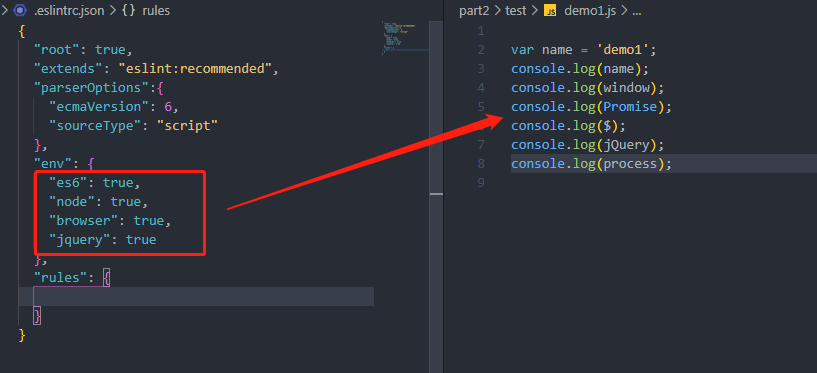 .eslintrc.json > {} rules
{
"root": true,
"extends": "eslint:recommended",
"parserOptions":{
"ecmaVersion": 6,
"sourceType": "script"
},
"env": {
"es6": true,
"node": true,
"browser": true,
"jquery": true
},
"rules": {
}
}
part2 > test > JS demo1.js > ...
1
2 var name = 'demo1';
3 console.log(name);
4 console.log(window);
5 console.log(Promise);
6 console.log($);
7 console.log(jQuery);
8 console.log(process);
9